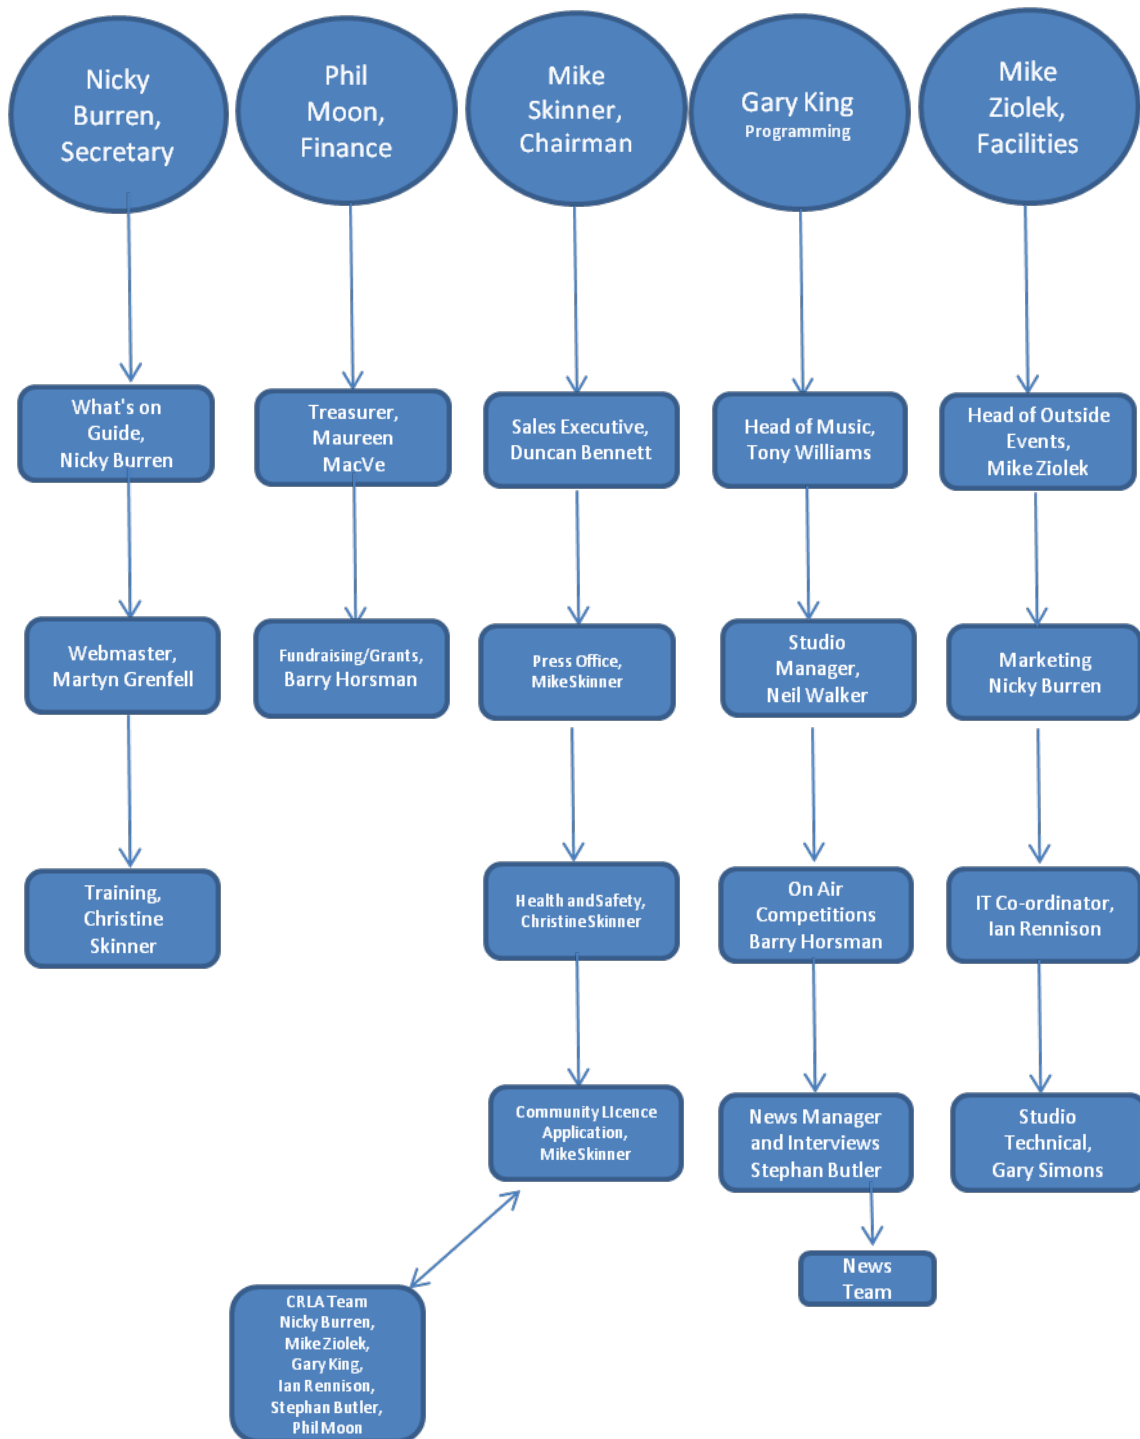 Nicky
Burren,
Secretary
Phil
Moon,
Finance
Mike
Skinner,
Chairman
Gary King
Programming
Mike
Ziolek,
Facilities
What's on
Guide,
Nicky Burren
Treasurer,
Maureen
MacVe
Sales Executive,
Duncan Bennett
Head of Music,
Tony Williams
Head of Outside
Events,
Mike Ziolek
Webmaster,
Martyn Grenfell
Fundraising/Grants,
Barry Horsman
Press Office,
Mike Skinner
Studio
Manager,
Neil Walker
Marketing
Nicky Burren
Training,
Christine
Skinner
Health and Safety,
Christine Skinner
On Air
Competitions
Barry Horsman
IT Co-ordinator,
Ian Rennison
Community LIcence
Application,
Mike Skinner
News Manager
and Interviews
Stephan Butler
Studio
Technical,
Gary Simons
News
Team
CRLA Team
Nicky Burren,
Mike Ziolek,
Gary King,
Ian Rennison,
Stephan Butler,
Phil Moon